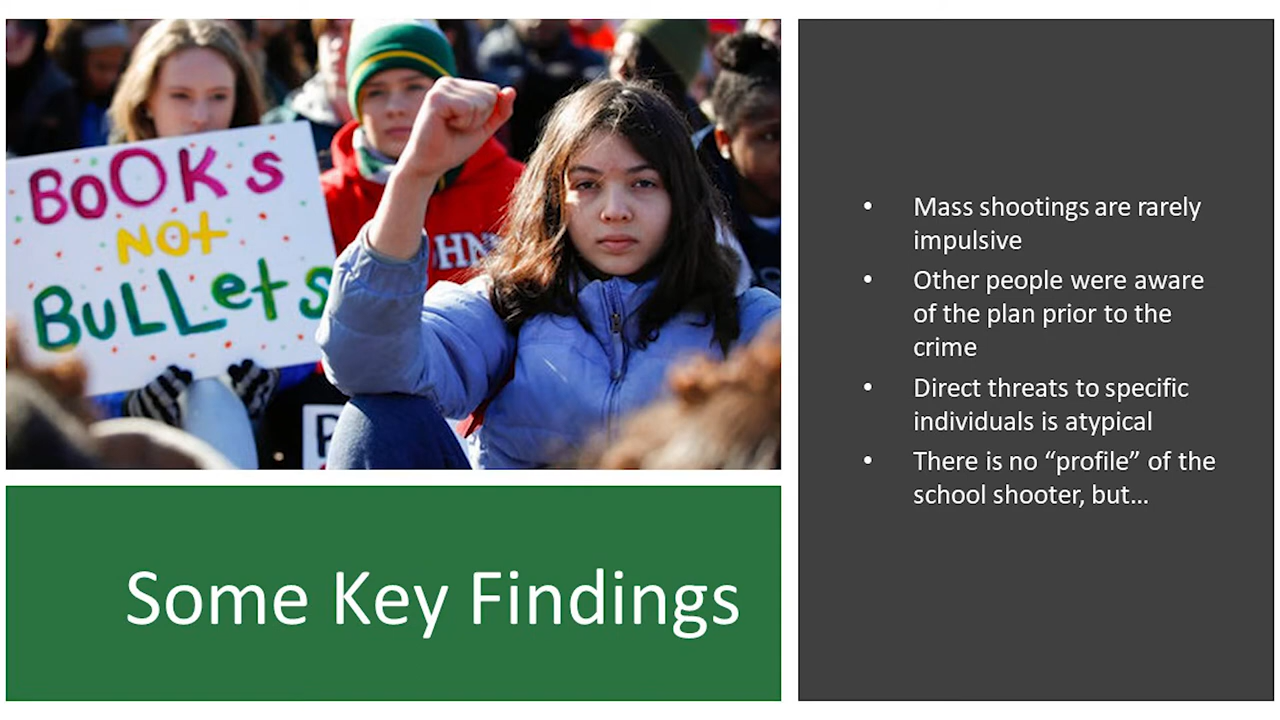 BOOKS
NOT
BULLets
OHN
P
Some Key Findings
• Mass shootings are rarely
impulsive
• Other people were aware
of the plan prior to the
crime
• Direct threats to specific
individuals is atypical
• There is no “profile” of the
school shooter, but…